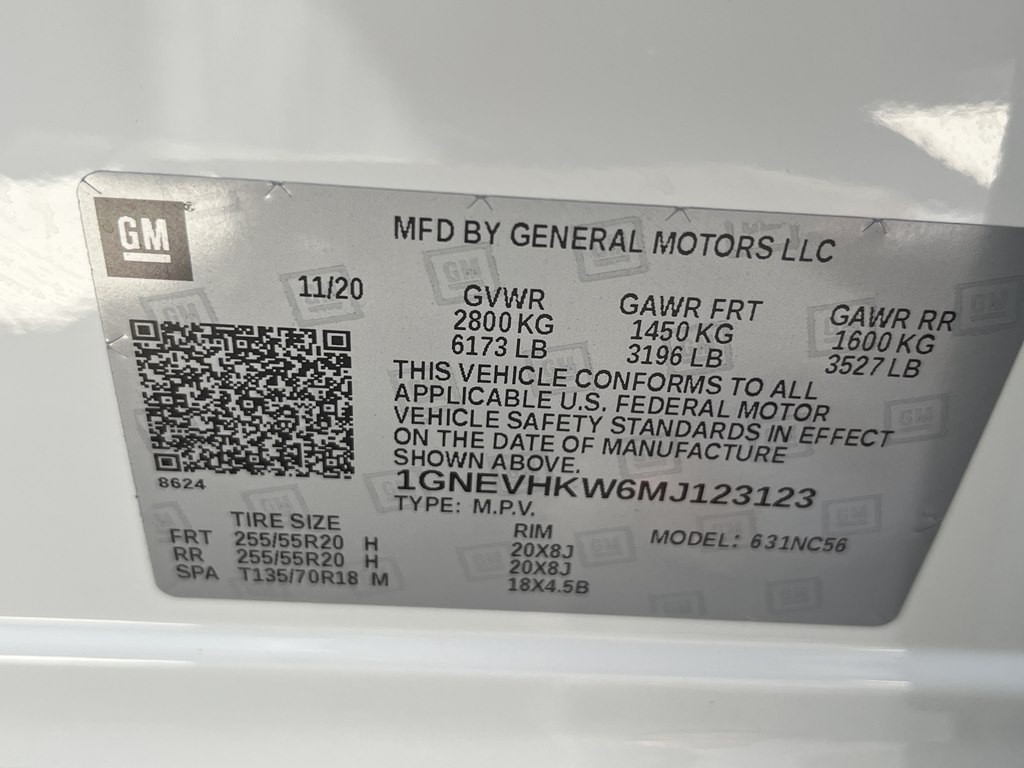 GM
MFD BY GENERAL MOTORS LLC
11/20
GVWR
2800 KG
6173 LB
GAWR FRT
1450 KG
3196 LB
GAWR RR
1600 KG
3527 LB
THIS VEHICLE CONFORMS TO ALL
APPLICABLE U.S. FEDERAL MOTOR
VEHICLE SAFETY STANDARDS IN EFFECT
ON THE DATE OF MANUFACTURE
SHOWN ABOVE.
1GNEVHKW6MJ123123
TYPE: M.P.V.
MODEL: 631NC56
8624
TIRE SIZE
RIM
FRT 255/55R20 H 20X8J
RR 255/55R20 H 20X8J
SPA T135/70R18 M 18X4.5B